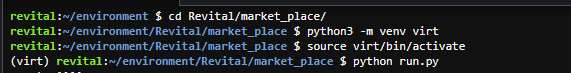 revital:~/environment $ cd Revital/market_place/
revital:~/environment/Revital/market_place $ python3 -m venv virt
revital:~/environment/Revital/market_place $ source virt/bin/activate
(virt) revital:~/environment/Revital/market_place $ python run.py